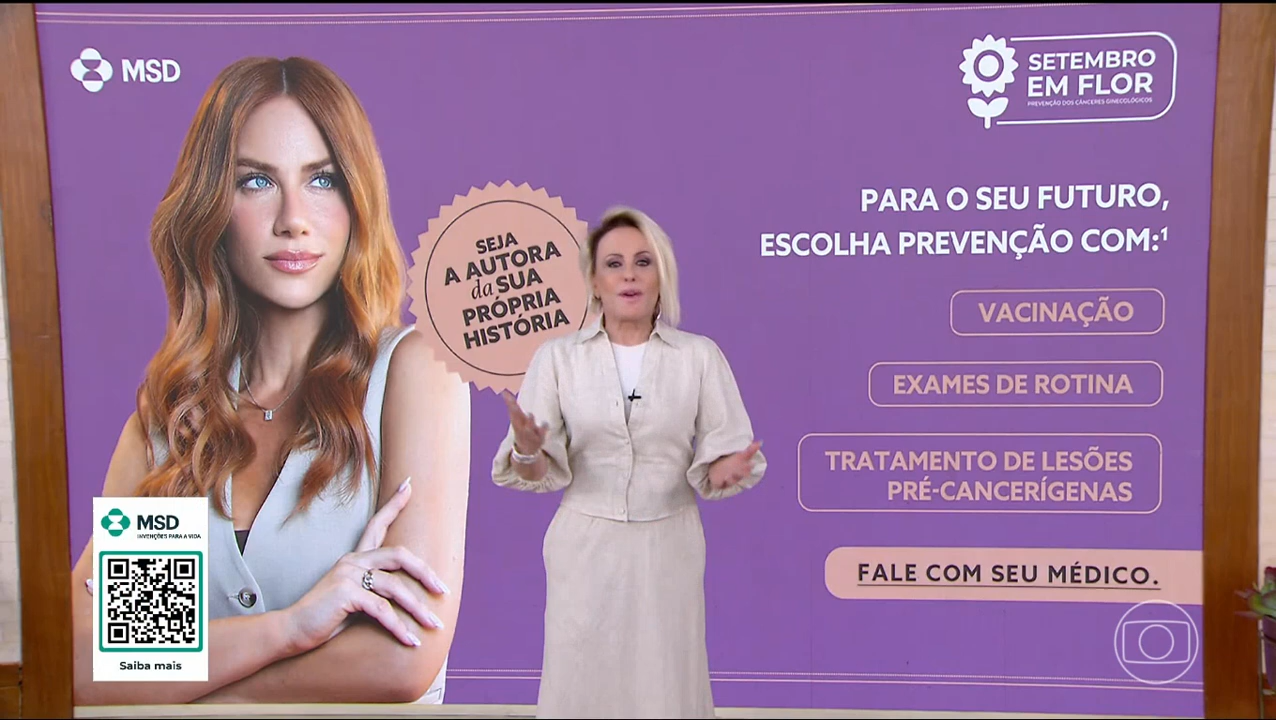 MSD
SETEMBRO
EM FLOR
PREVENÇÃO DOS CÂNCERES GINECOLÓGICOS
PARA O SEU FUTURO,
ESCOLHA PREVENÇÃO COM:¹
SEJA
A AUTORA
da SUA
PRÓPRIA
HISTÓRIA
VACINAÇÃO
EXAMES DE ROTINA
TRATAMENTO DE LESÕES
PRÉ-CANCERÍGENAS
FALE COM SEU MÉDICO.
MSD
INVENÇÕES PARA A VIDA
Saiba mais